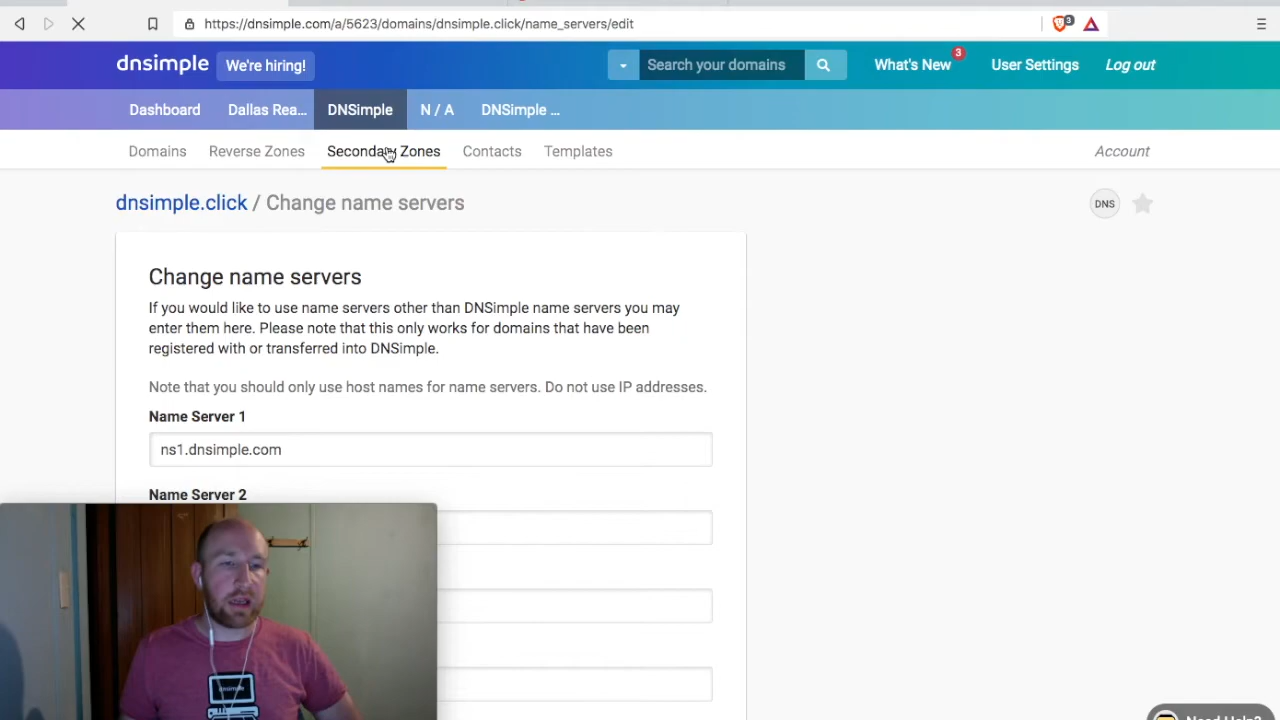 https://dnsimple.com/a/5623/domains/dnsimple.click/name_servers/edit
3
dnsimple
We're hiring!
Search your domains
What's New
3
User Settings
Log out
Dashboard
Dallas Rea...
DNSimple
N / A
DNSimple ...
Domains
Reverse Zones
Secondary Zones
Contacts
Templates
Account
dnsimple.click / Change name servers
DNS
Change name servers
If you would like to use name servers other than DNSimple name servers you may
enter them here. Please note that this only works for domains that have been
registered with or transferred into DNSimple.
Note that you should only use host names for name servers. Do not use IP addresses.
Name Server 1
ns1.dnsimple.com
Name Server 2
dnsimple
Need Help?